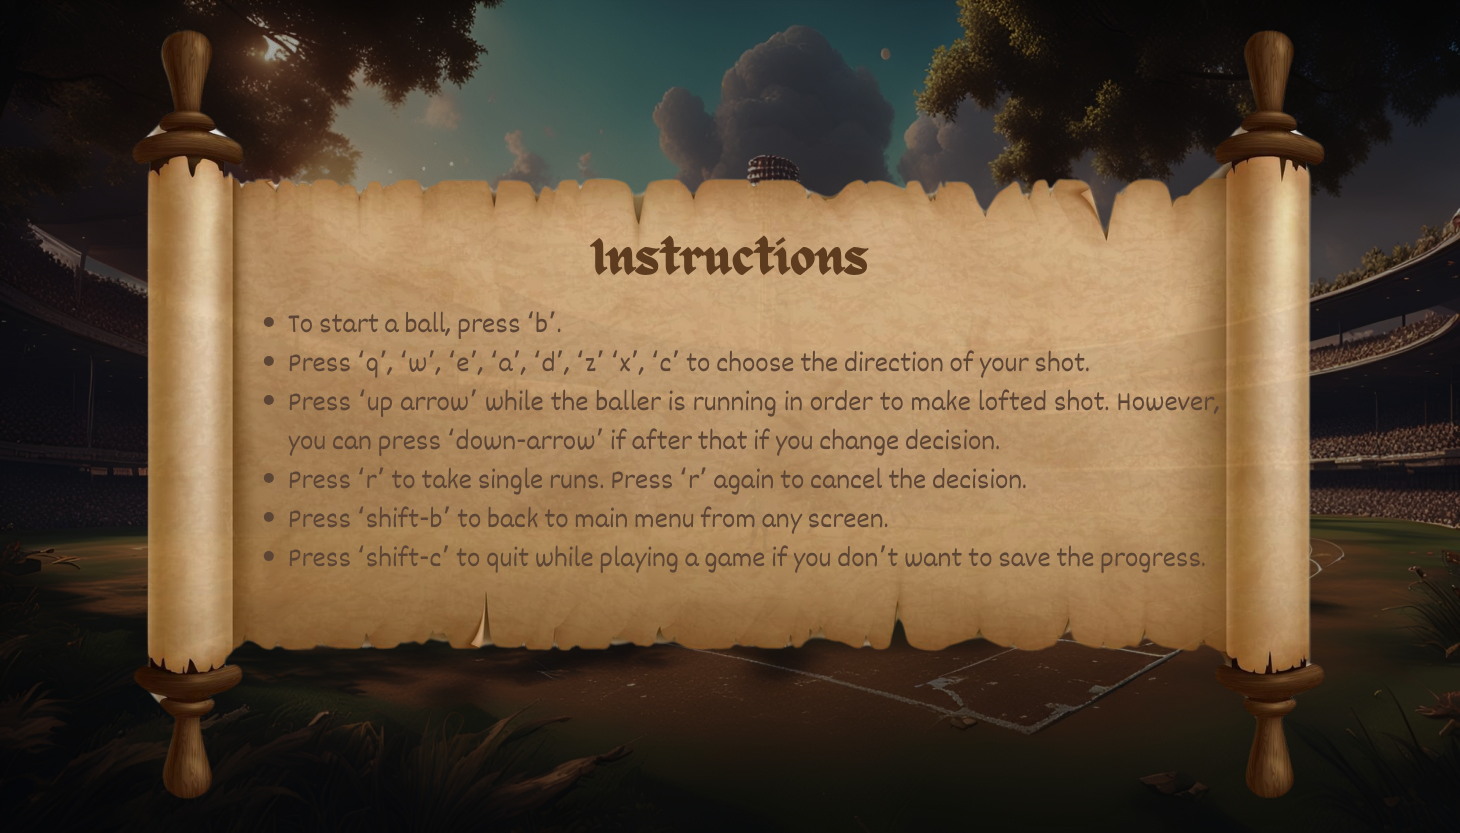 Instructions
• To start a ball, press ‘b’.
• Press ‘q’, ‘w’, ‘e’, ‘a’, ‘d’, ‘z’ ‘x’, ‘c’ to choose the direction of your shot.
• Press ‘up arrow’ while the baller is running in order to make lofted shot. However,
you can press ‘down-arrow’ if after that if you change decision.
• Press ‘r’ to take single runs. Press ‘r’ again to cancel the decision.
• Press ‘shift-b’ to back to main menu from any screen.
• Press ‘shift-c’ to quit while playing a game if you don’t want to save the progress.